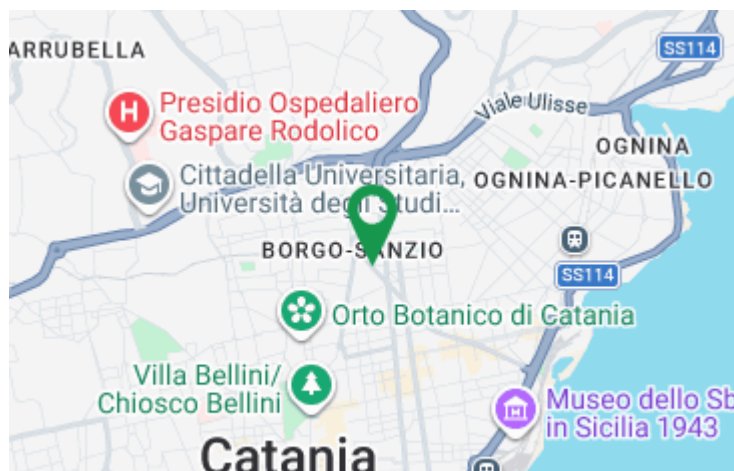 ARRUBELLA
SS114
Presidio Ospedaliero
Gaspare Rodolico
Viale Ulisse
OGNINA
Cittadella Universitaria,
Università degli Studi...
OGNINA-PICANELLO
BORGO-SANZIO
SS114
Orto Botanico di Catania
Villa Bellini/
Chiosco Bellini
Museo dello Sb
in Sicilia 1943
Catania